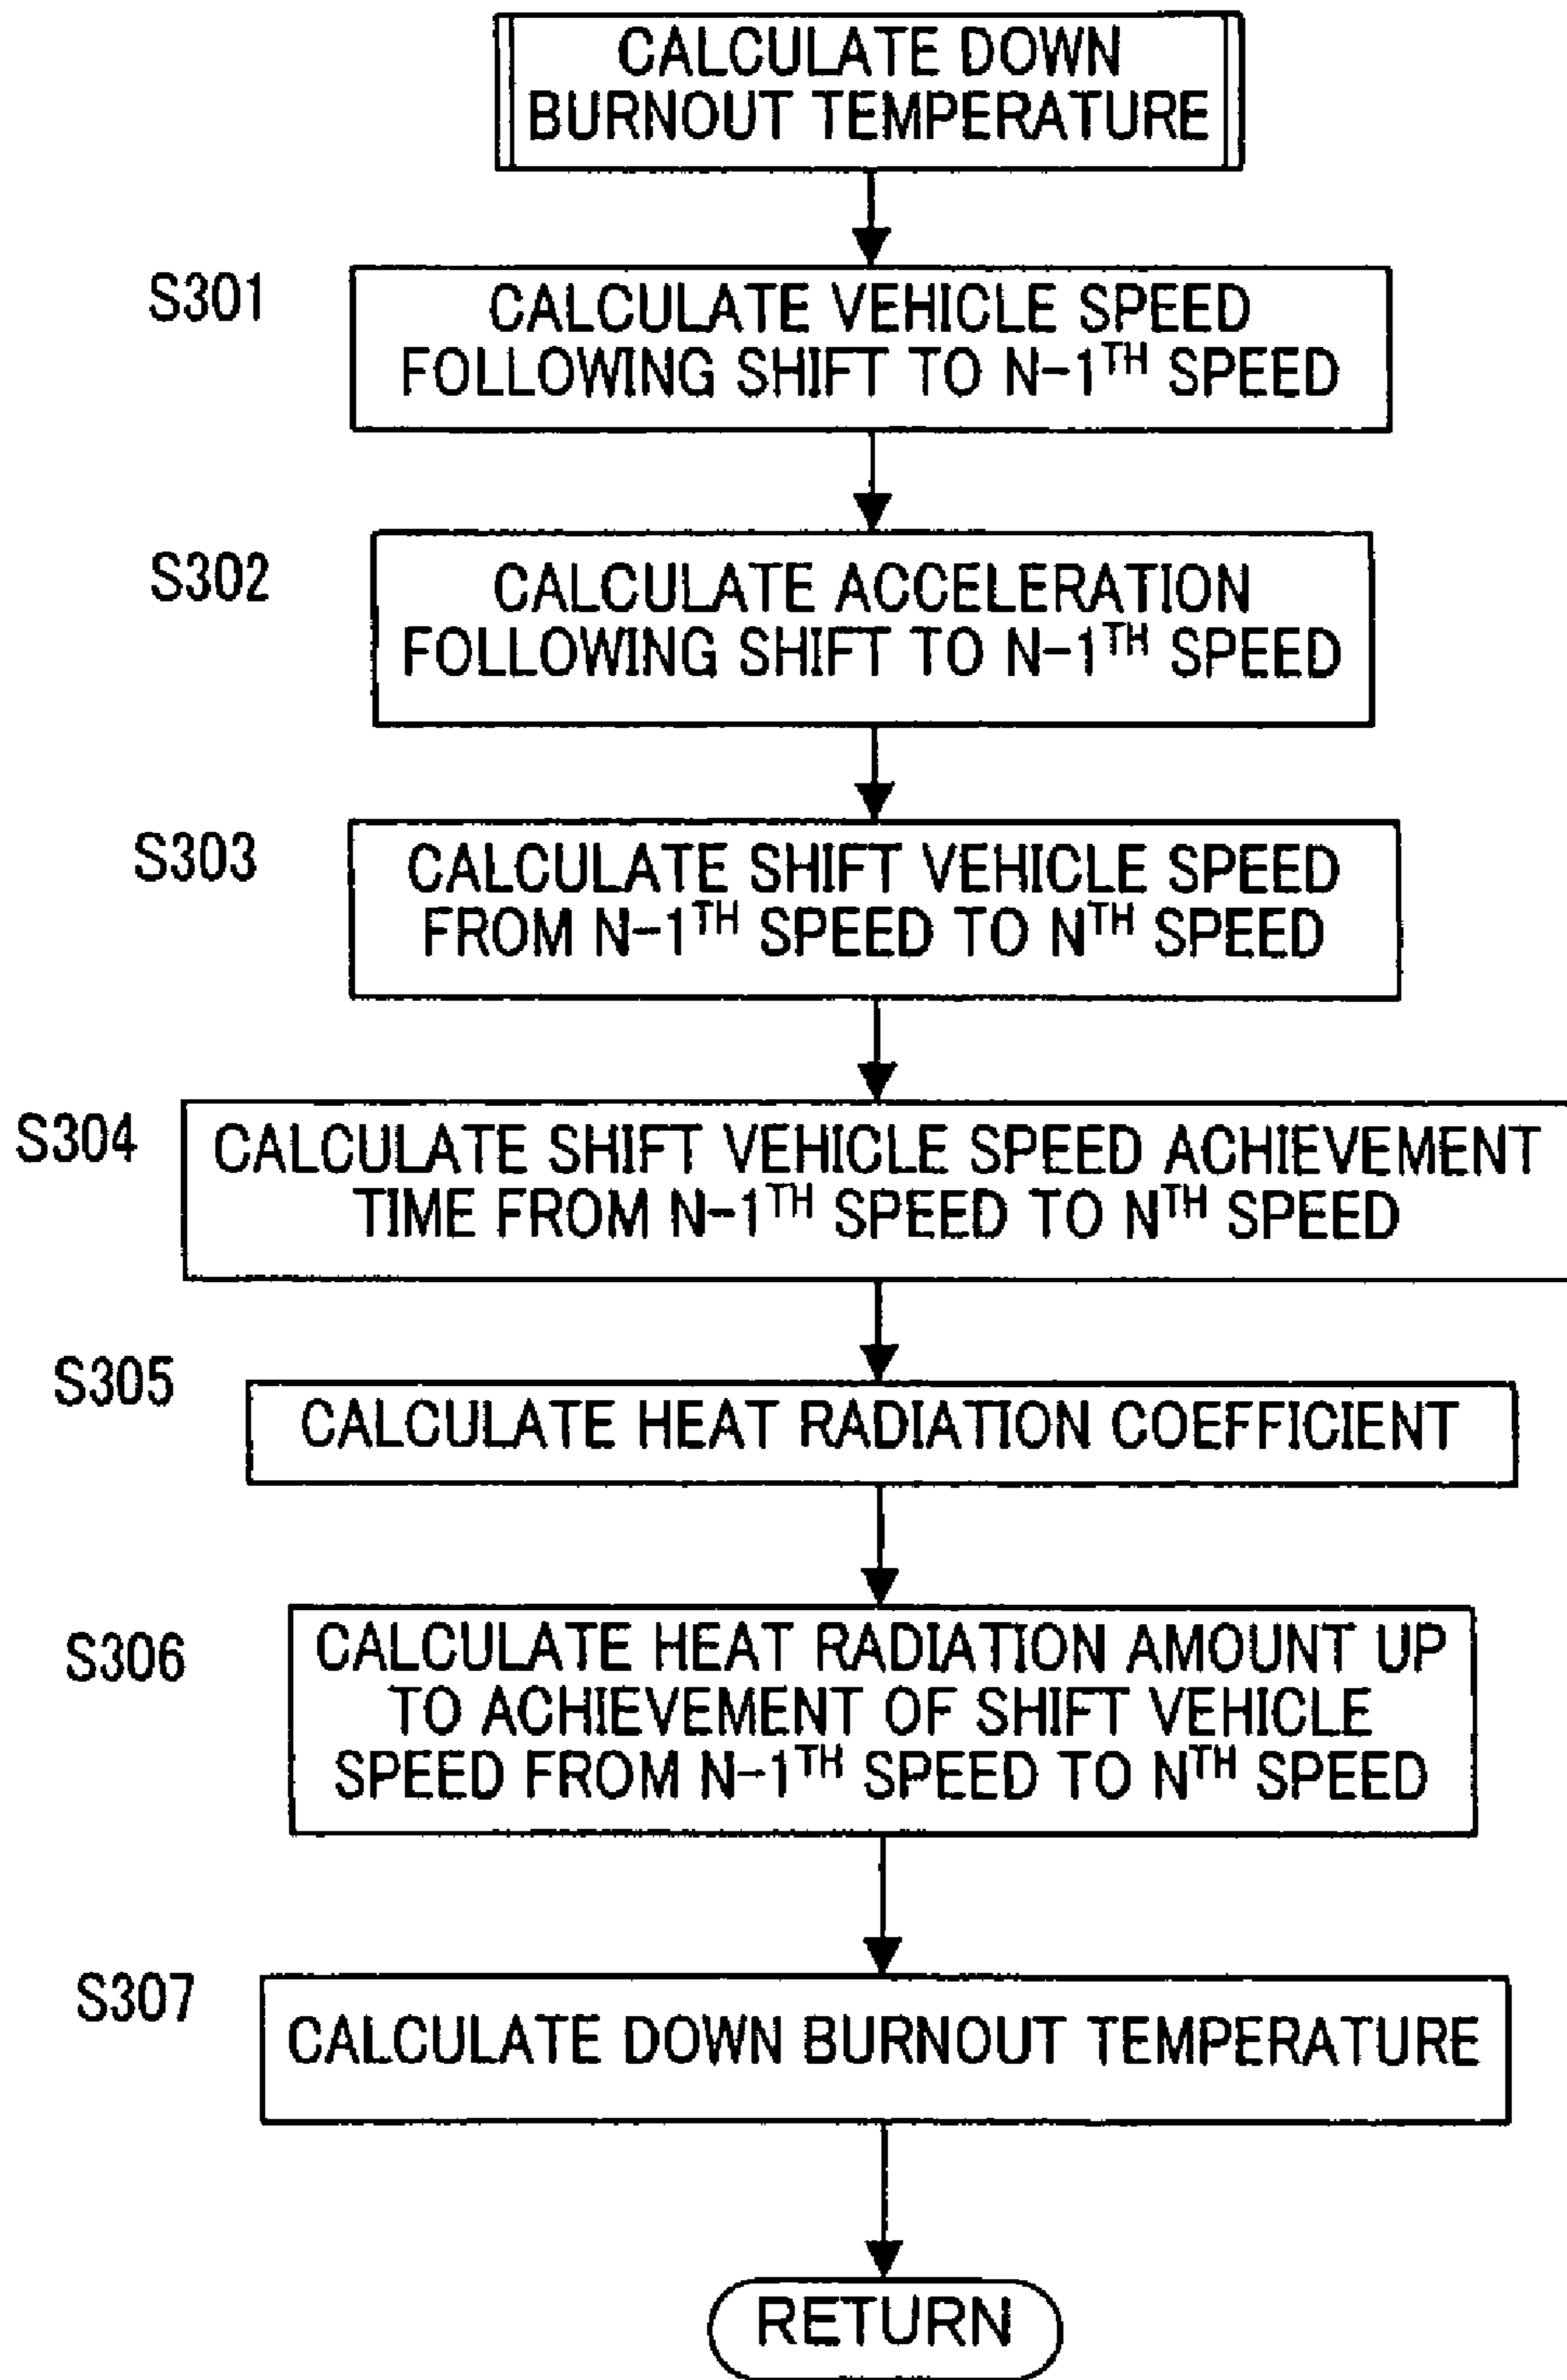 CALCULATE DOWN
BURNOUT TEMPERATURE
S301
CALCULATE VEHICLE SPEED
FOLLOWING SHIFT TO N-1TH SPEED
S302
CALCULATE ACCELERATION
FOLLOWING SHIFT TO N-1TH SPEED
S303
CALCULATE SHIFT VEHICLE SPEED
FROM N-1TH SPEED TO NTH SPEED
S304
CALCULATE SHIFT VEHICLE SPEED ACHIEVEMENT
TIME FROM N-1TH SPEED TO NTH SPEED
S305
CALCULATE HEAT RADIATION COEFFICIENT
S306
CALCULATE HEAT RADIATION AMOUNT UP
TO ACHIEVEMENT OF SHIFT VEHICLE
SPEED FROM N-1TH SPEED TO NTH SPEED
S307
CALCULATE DOWN BURNOUT TEMPERATURE
RETURN